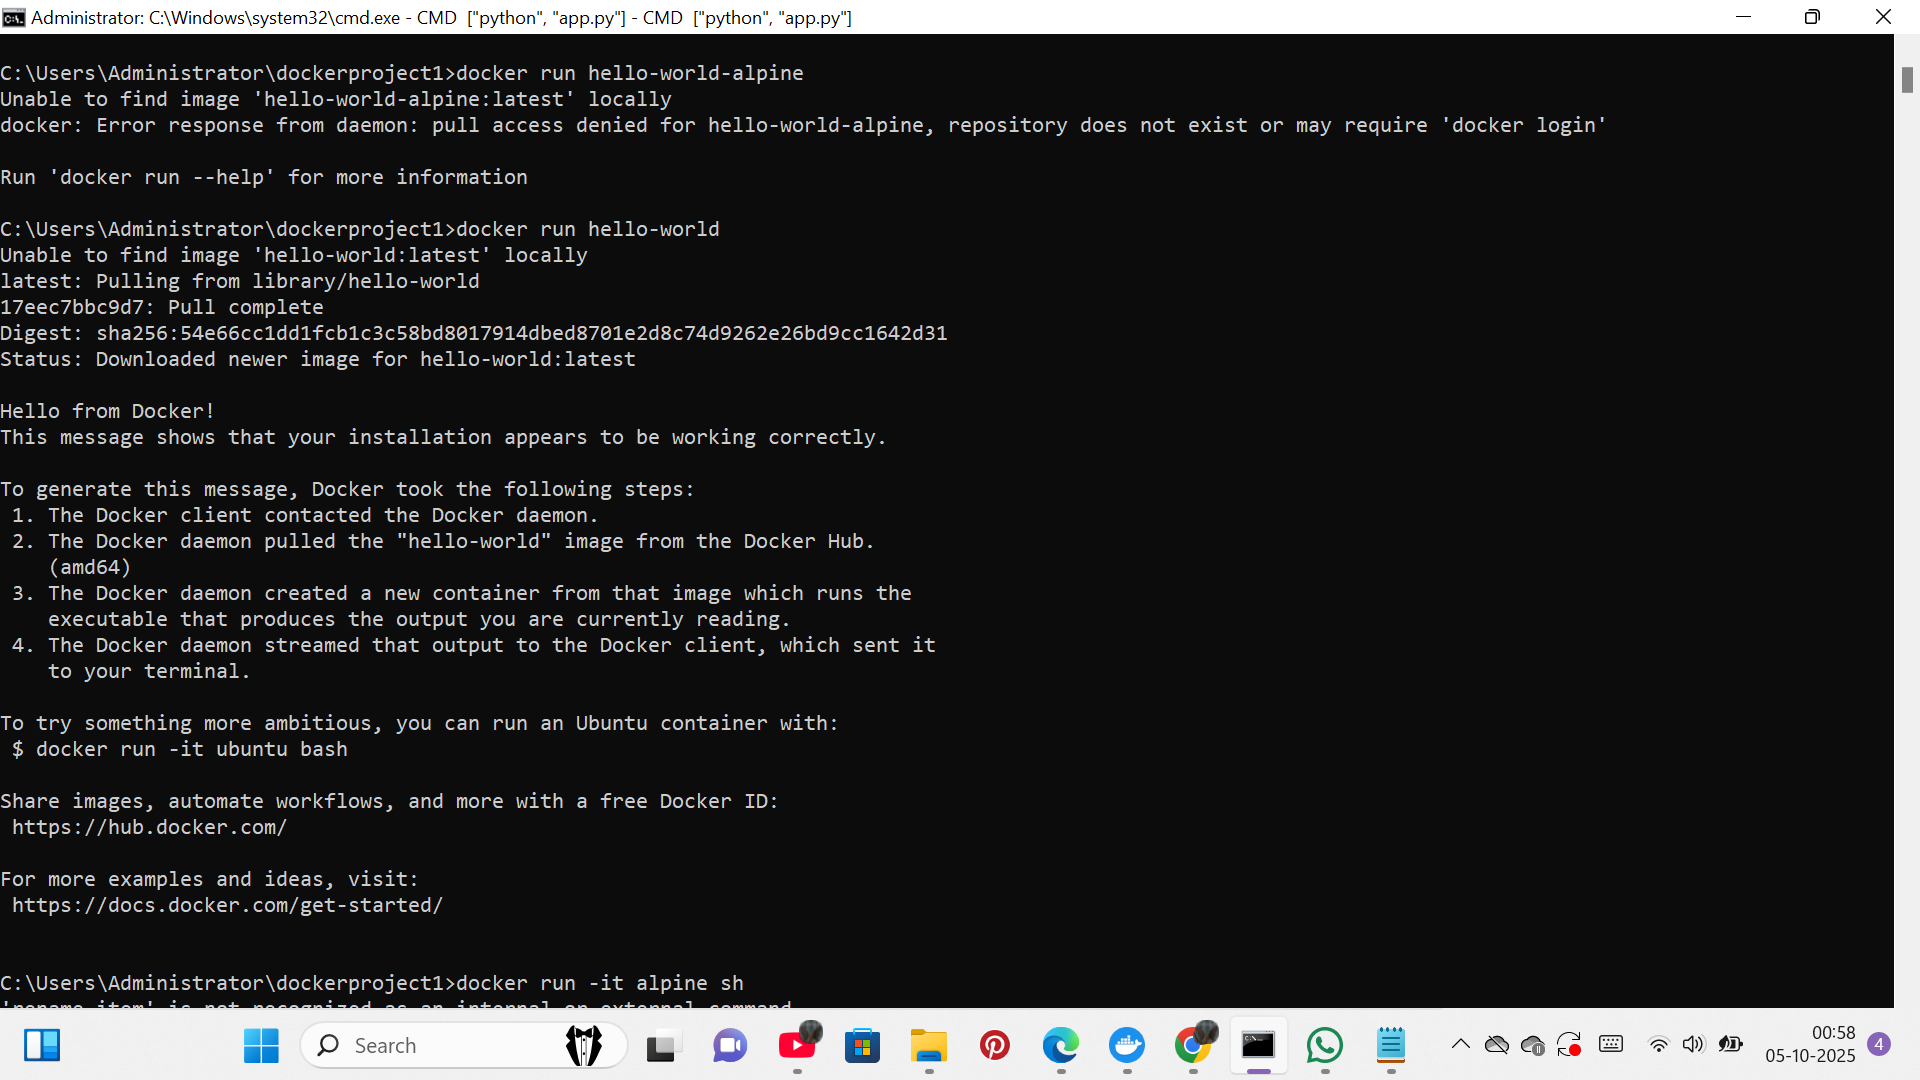 Administrator: C:\Windows\system32\cmd.exe - CMD  ["python", "app.py"] - CMD  ["python", "app.py"]
C:\Users\Administrator\dockerproject1>docker run hello-world-alpine
Unable to find image 'hello-world-alpine:latest' locally
docker: Error response from daemon: pull access denied for hello-world-alpine, repository does not exist or may require 'docker login'
Run 'docker run --help' for more information
C:\Users\Administrator\dockerproject1>docker run hello-world
Unable to find image 'hello-world:latest' locally
latest: Pulling from library/hello-world
17eec7bbc9d7: Pull complete
Digest: sha256:54e66cc1dd1fcb1c3c58bd8017914dbed8701e2d8c74d9262e26bd9cc1642d31
Status: Downloaded newer image for hello-world:latest
Hello from Docker!
This message shows that your installation appears to be working correctly.
To generate this message, Docker took the following steps:
 1. The Docker client contacted the Docker daemon.
 2. The Docker daemon pulled the "hello-world" image from the Docker Hub.
    (amd64)
 3. The Docker daemon created a new container from that image which runs the
    executable that produces the output you are currently reading.
 4. The Docker daemon streamed that output to the Docker client, which sent it
    to your terminal.
To try something more ambitious, you can run an Ubuntu container with:
 $ docker run -it ubuntu bash
Share images, automate workflows, and more with a free Docker ID:
 https://hub.docker.com/
For more examples and ideas, visit:
 https://docs.docker.com/get-started/
C:\Users\Administrator\dockerproject1>docker run -it alpine sh
'rename-item' is not recognized as an internal or external command,
Search
00:58
05-10-2025
4